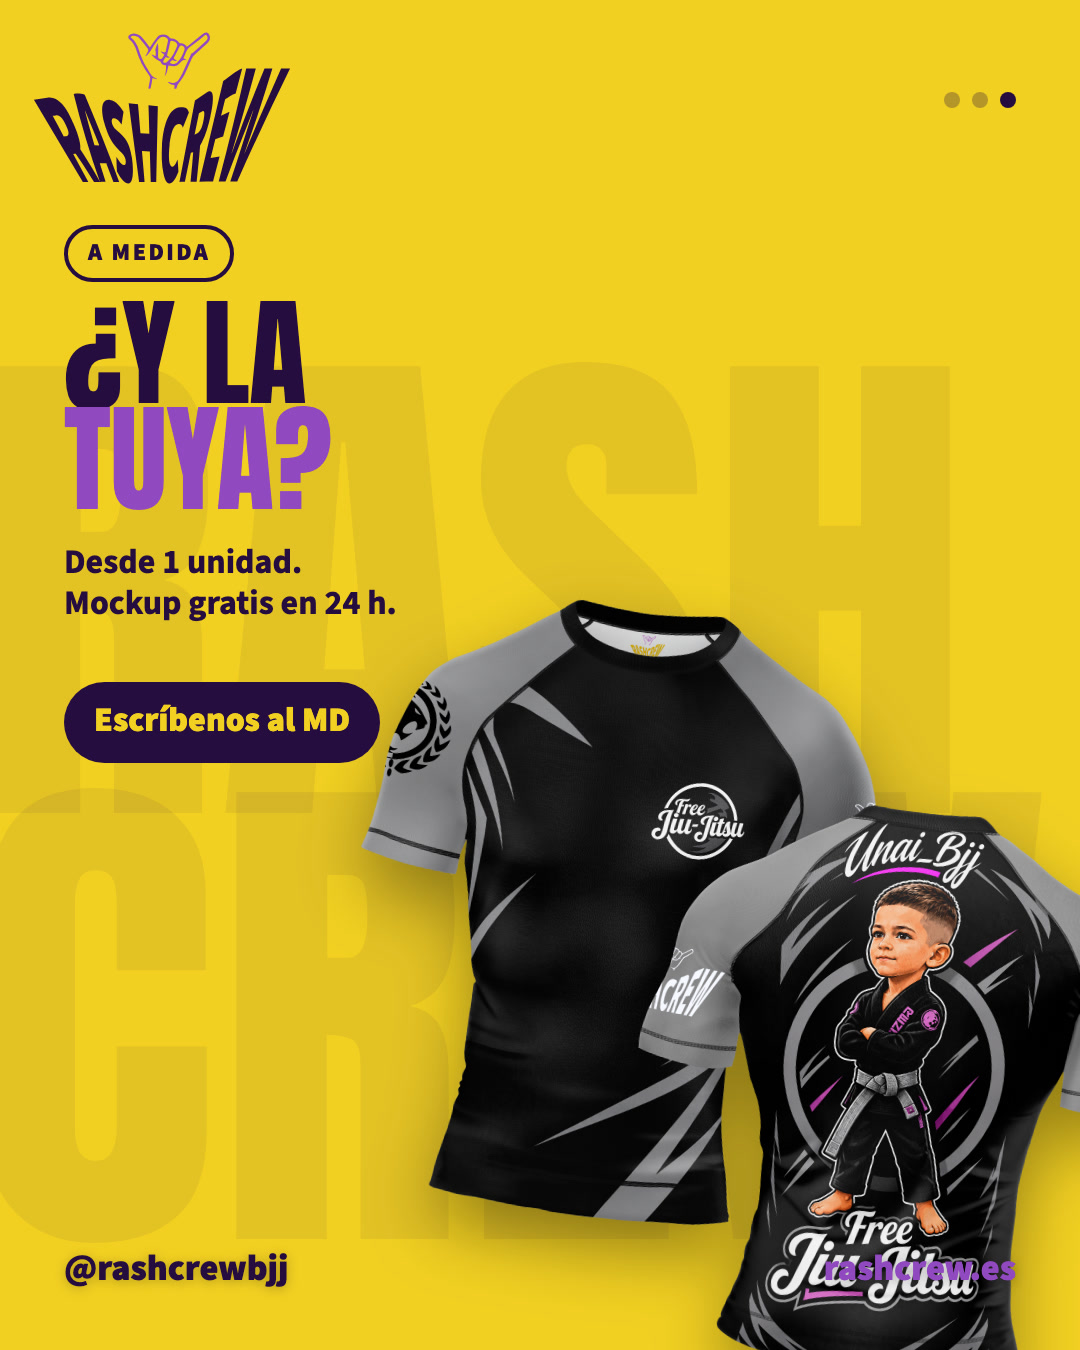 RASHCREW
A MEDIDA
¿Y LA
TUYA?
Desde 1 unidad.
Mockup gratis en 24 h.
Escríbenos al MD
RASH
Free
Jiu-Jitsu
Unai_Bjj
CREW
Free
Jiu-Jitsu
@rashcrewbjj
rashcrew.es